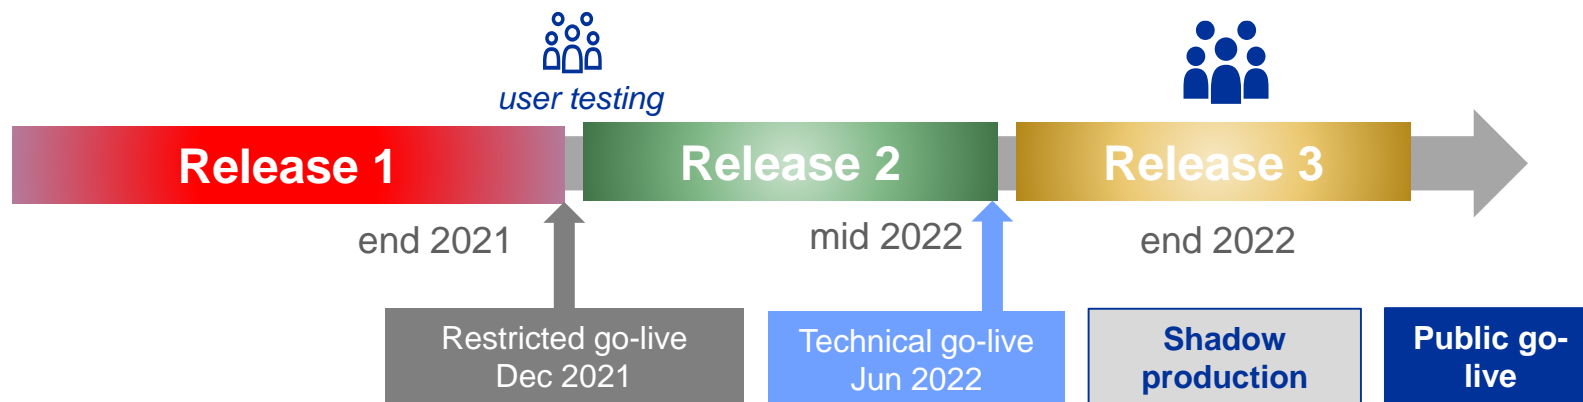 user testing
Release 1
Release 2
Release 3
end 2021
mid 2022
end 2022
Restricted go-live
Dec 2021
Technical go-live
Jun 2022
Shadow
production
Public go-
live